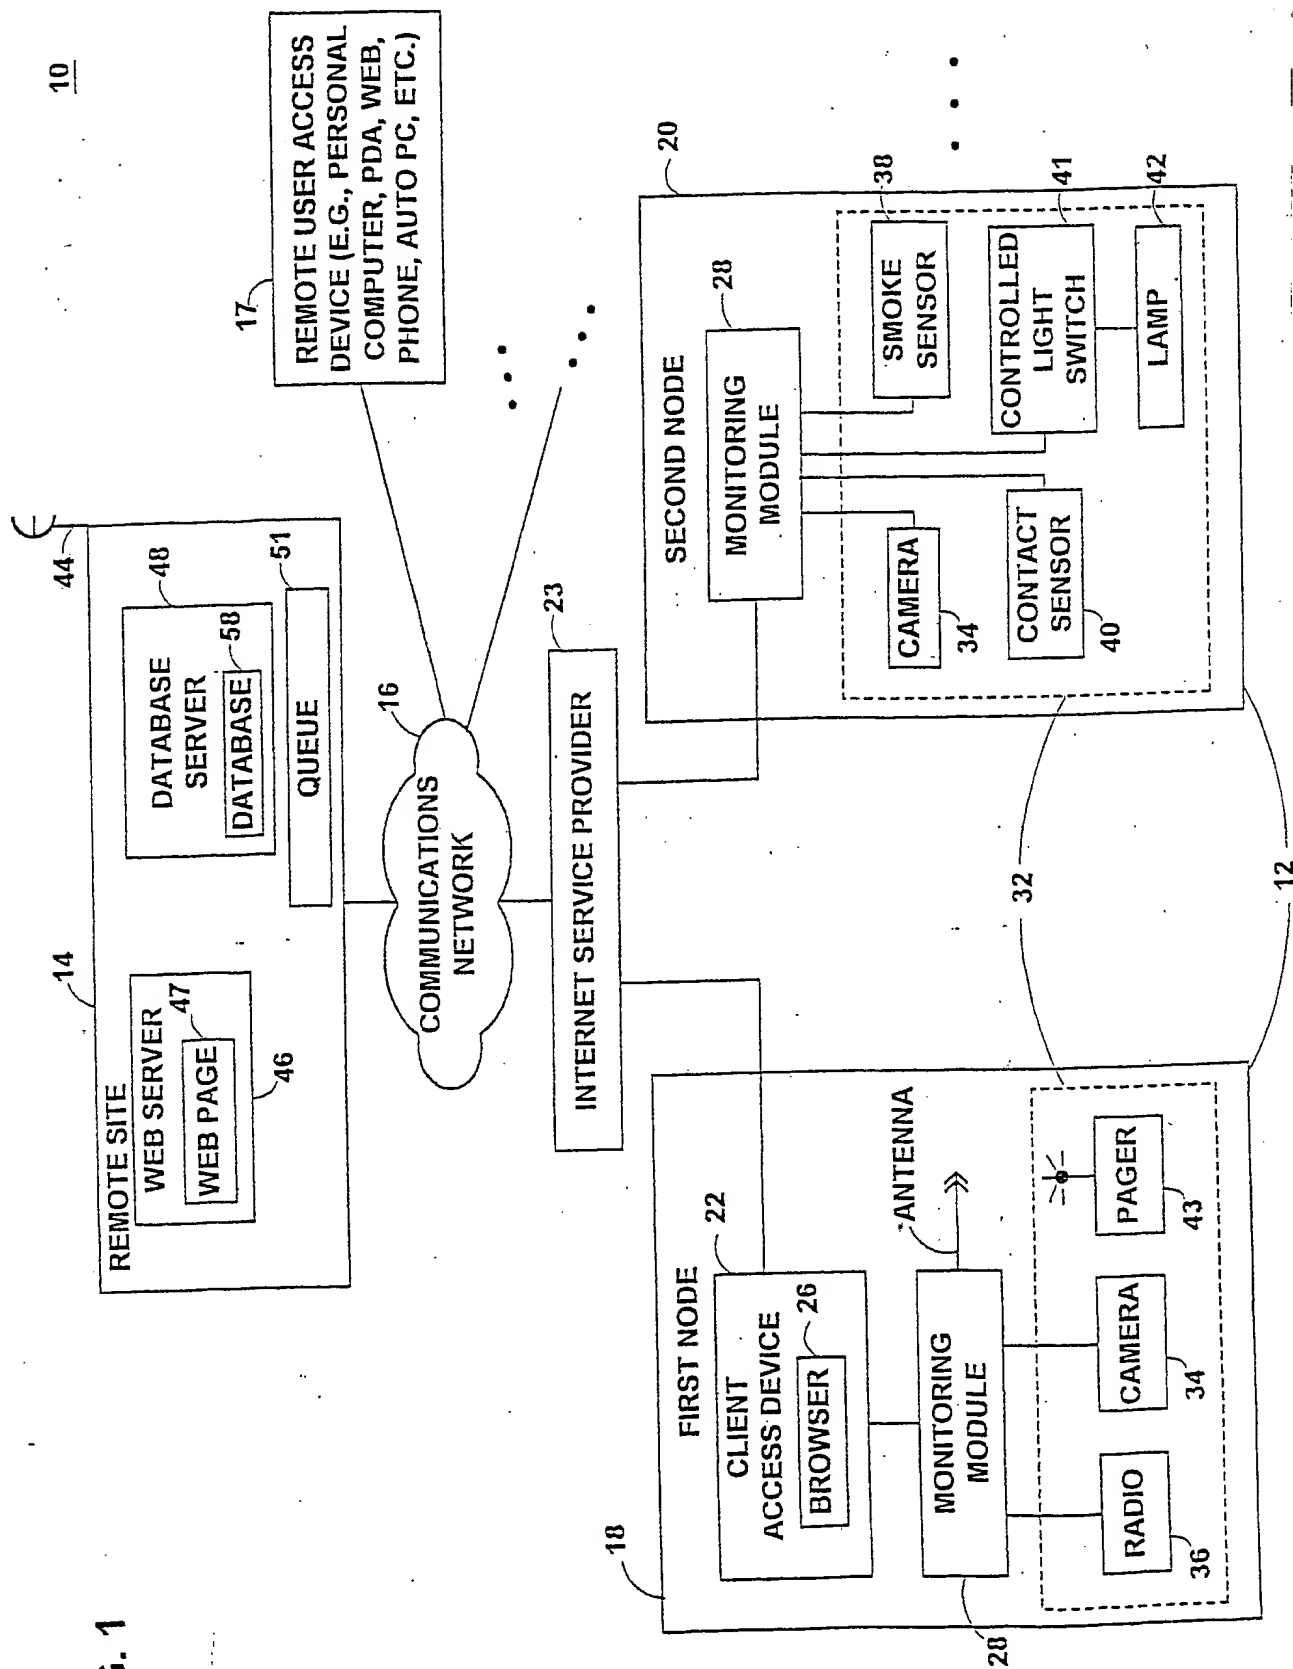 10
REMOTE USER ACCESS
DEVICE (E.G., PERSONAL
COMPUTER, PDA, WEB,
PHONE, AUTO PC, ETC.)
17
44
14
REMOTE SITE
WEB SERVER
WEB PAGE
47
46
DATABASE
SERVER
DATABASE
48
58
QUEUE
51
COMMUNICATIONS
NETWORK
16
INTERNET SERVICE PROVIDER
23
18
FIRST NODE
CLIENT
ACCESS DEVICE
BROWSER
22
26
MONITORING
MODULE
28
ANTENNA
RADIO
36
CAMERA
34
PAGER
43
32
12
20
SECOND NODE
MONITORING
MODULE
28
CAMERA
34
SMOKE
SENSOR
38
CONTACT
SENSOR
40
CONTROLLED
LIGHT
SWITCH
41
LAMP
42
. 1